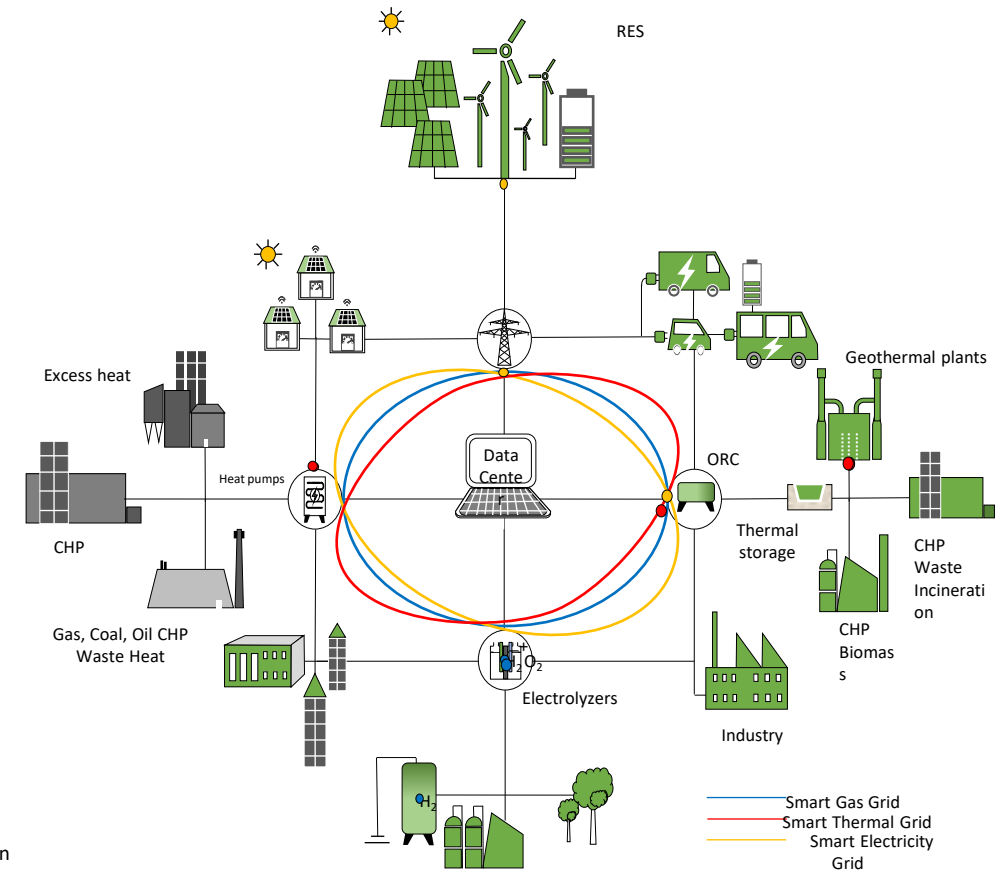 RES
Geothermal plants
Excess heat
Data
Cente
r
ORC
Heat pumps
Thermal
storage
CHP
CHP
Waste
Incinerati
on
Gas, Coal, Oil CHP
Waste Heat
CHP
Biomas
s
+
H2 O2
Electrolyzers
Industry
H2
Smart Gas Grid
Smart Thermal Grid
Smart Electricity
Grid
n